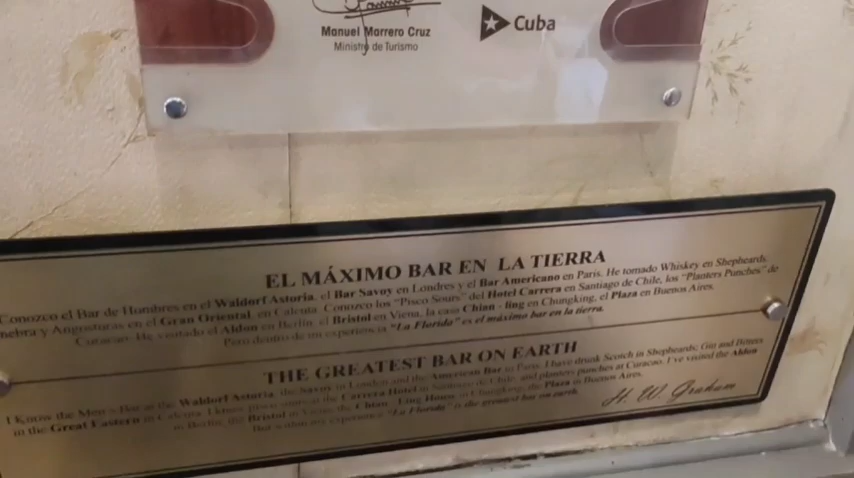 Manuel Marrero Cruz
Ministro de Turismo
Cuba
EL MÁXIMO BAR EN LA TIERRA
Conozco el Bar de Hombres en el Waldorf Astoria, el Bar Savoy en Londres y el Bar Americano en Paris. He tomado Whiskey en Shepheards.
nebra y Angosturas en el Gran Oriental, en Calcuta. Conozco los "Pisco Sours" del Hotel Carrera en Santiago de Chile, los "Planters Punches" de
Curacao. He visitado el Aldon en Berlin, el Bristol en Viena, la casa Chian - ling en Chungking, el Plaza en Buenos Aires.
Pero dentro de mi experiencia "La Florida" es el máximo bar en la tierra.
THE GREATEST BAR ON EARTH
I Know the Men's Bar at the Waldorf Astoria, the Savoy in London and the American Bar in Paris. I have drunk Scotch in Shepheards; Gin and Bitters
in the Great Eastern in Calcuta. I know pisco sours at the Carrera Hotel in Santiago de Chile, and planters punches at Curacao. I've visited the Aldon
in Berlin, the Bristol in Viena, the Chian - Ling House in Chungking, the Plaza in Buenos Aires.
But within my experience "La Florida" is the greatest bar on earth.
H. W. Graham